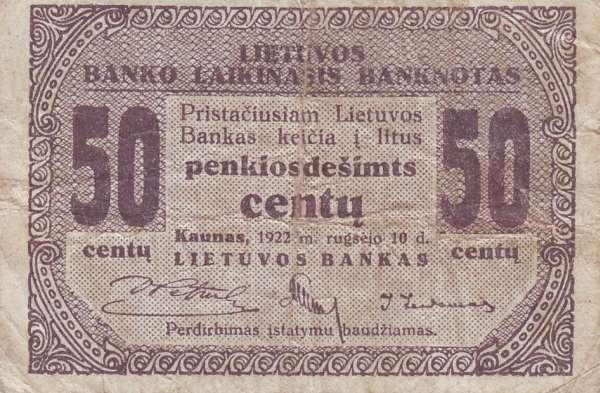 LIETUVOS
BANKO LAIKINASIS BANKNOTAS
50
Pristačiusiam Lietuvos
Bankas keičia į litus
penkiosdešimts
centų
Kaunas, 1922 m. rugsėjo 10 d.
LIETUVOS BANKAS
50
centų
centų
Perdirbimas įstatymu baudžiamas.